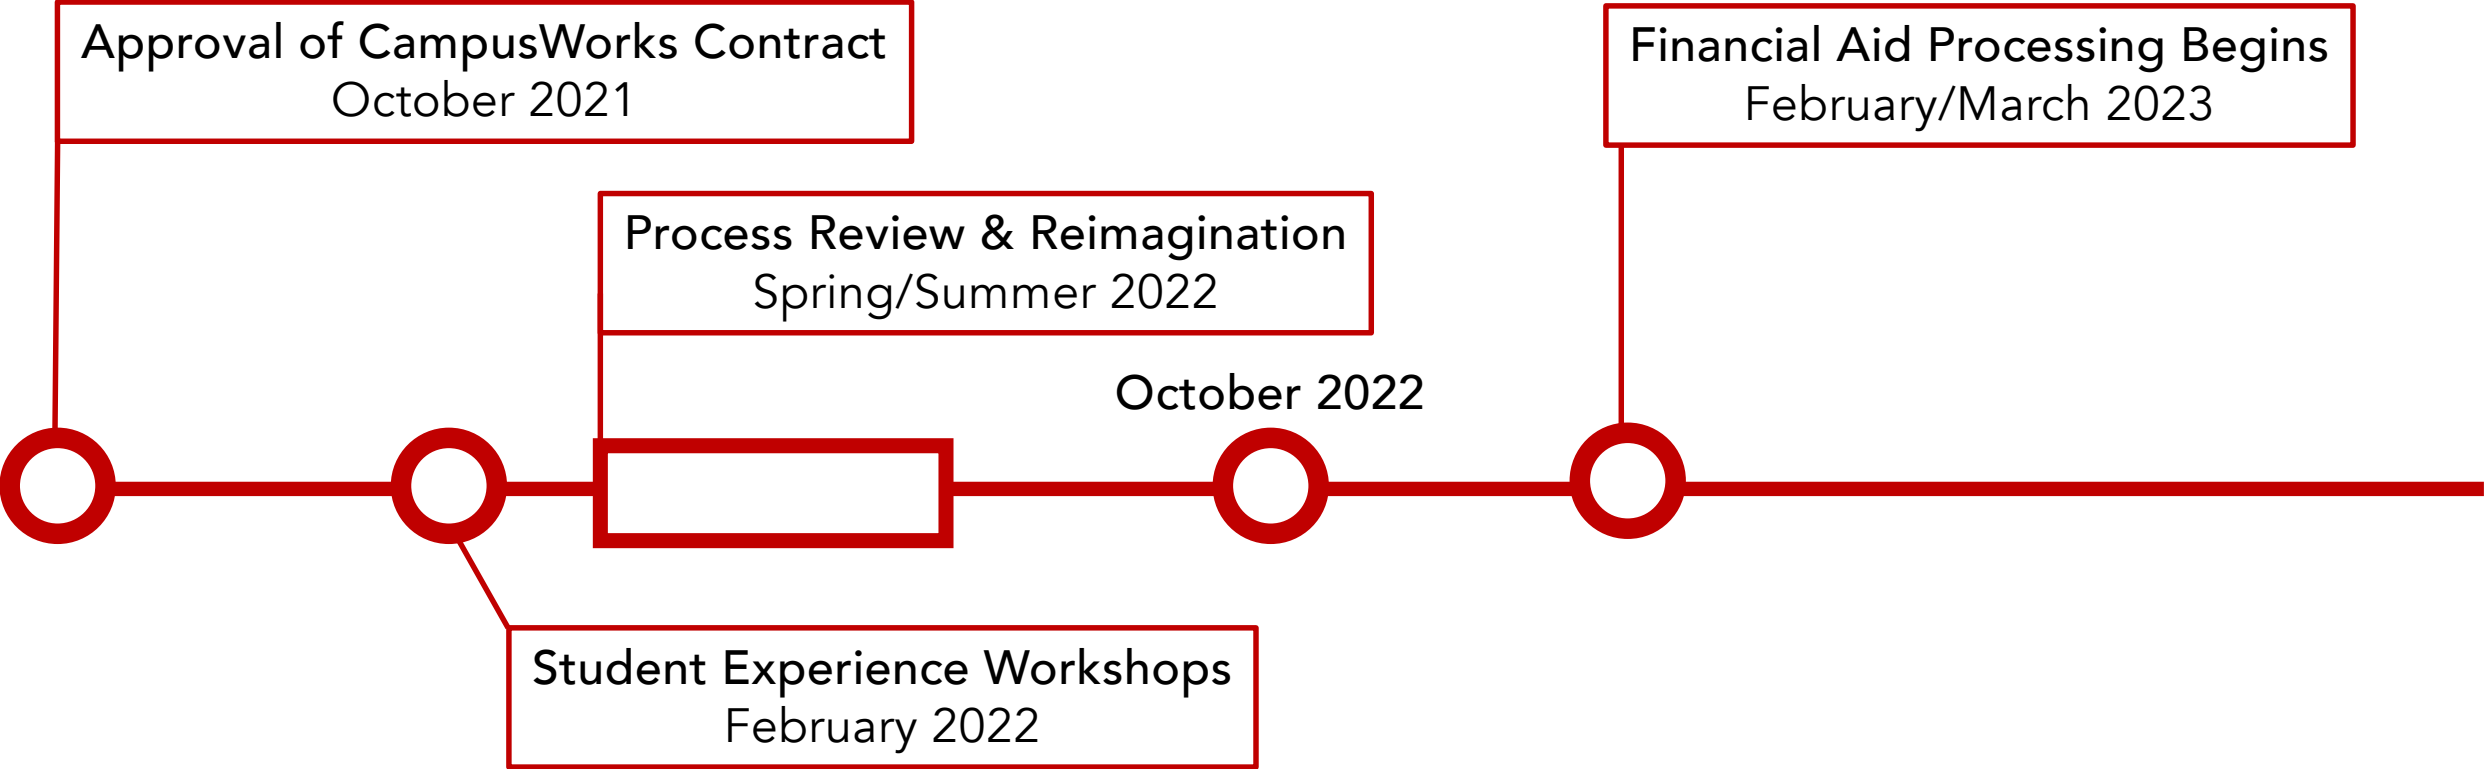 Approval of CampusWorks Contract
October 2021
Financial Aid Processing Begins
February/March 2023
Process Review & Reimagination
Spring/Summer 2022
October 2022
Student Experience Workshops
February 2022